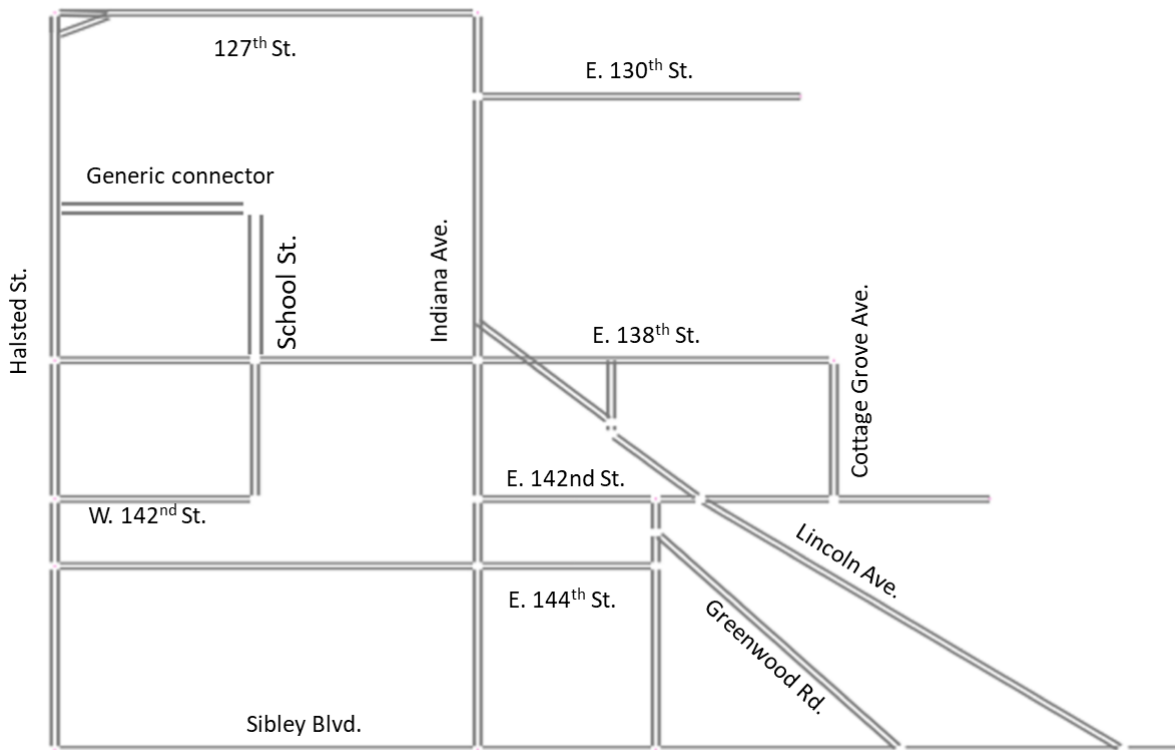 127th St.
E. 130th St.
Generic connector
School St.
Indiana Ave.
Halsted St.
E. 138th St.
Cottage Grove Ave.
E. 142nd St.
W. 142nd St.
Lincoln Ave.
E. 144th St.
Greenwood Rd.
Sibley Blvd.